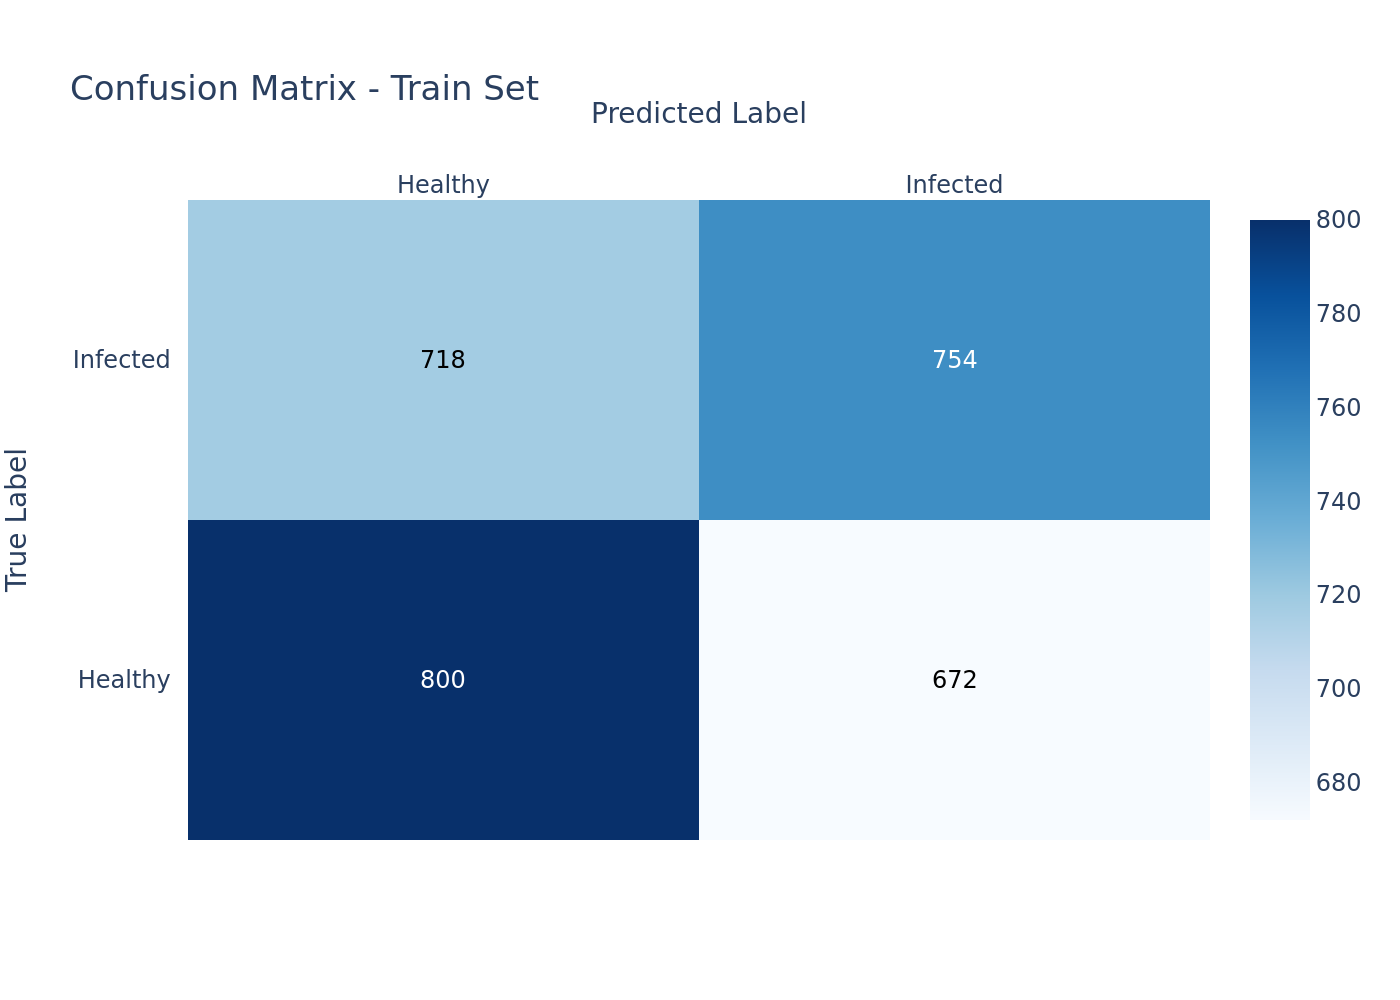 Confusion Matrix - Train Set
Predicted Label
Healthy
Infected
Infected
718
754
True Label
Healthy
800
672
800
780
760
740
720
700
680